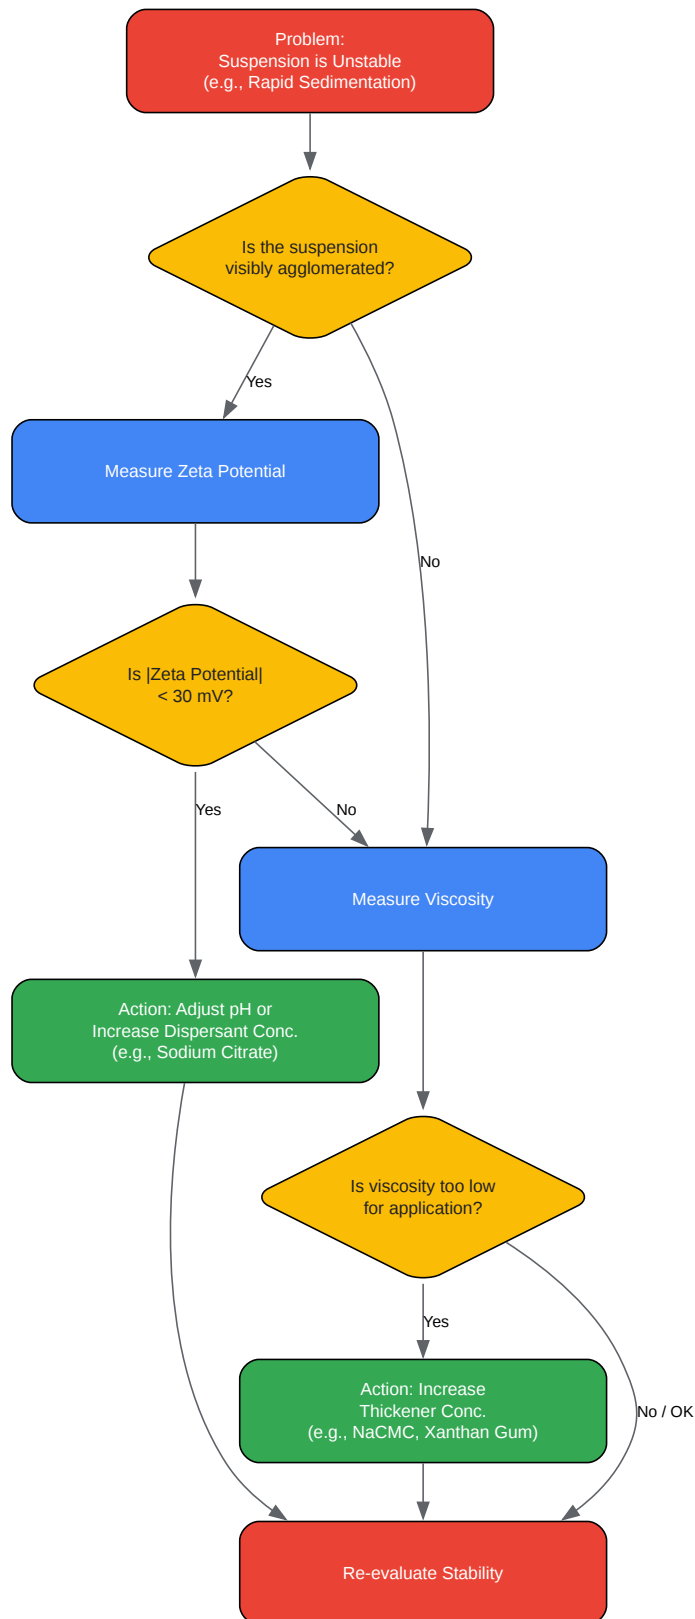 Problem:
Suspension is Unstable
(e.g., Rapid Sedimentation)
Is the suspension
visibly agglomerated?
Yes
Measure Zeta Potential
No
Is |Zeta Potential|
< 30 mV?
Yes
No
Measure Viscosity
Action: Adjust pH or
Increase Dispersant Conc.
(e.g., Sodium Citrate)
Is viscosity too low
for application?
Yes
Action: Increase
Thickener Conc.
(e.g., NaCMC, Xanthan Gum)
No / OK
Re-evaluate Stability